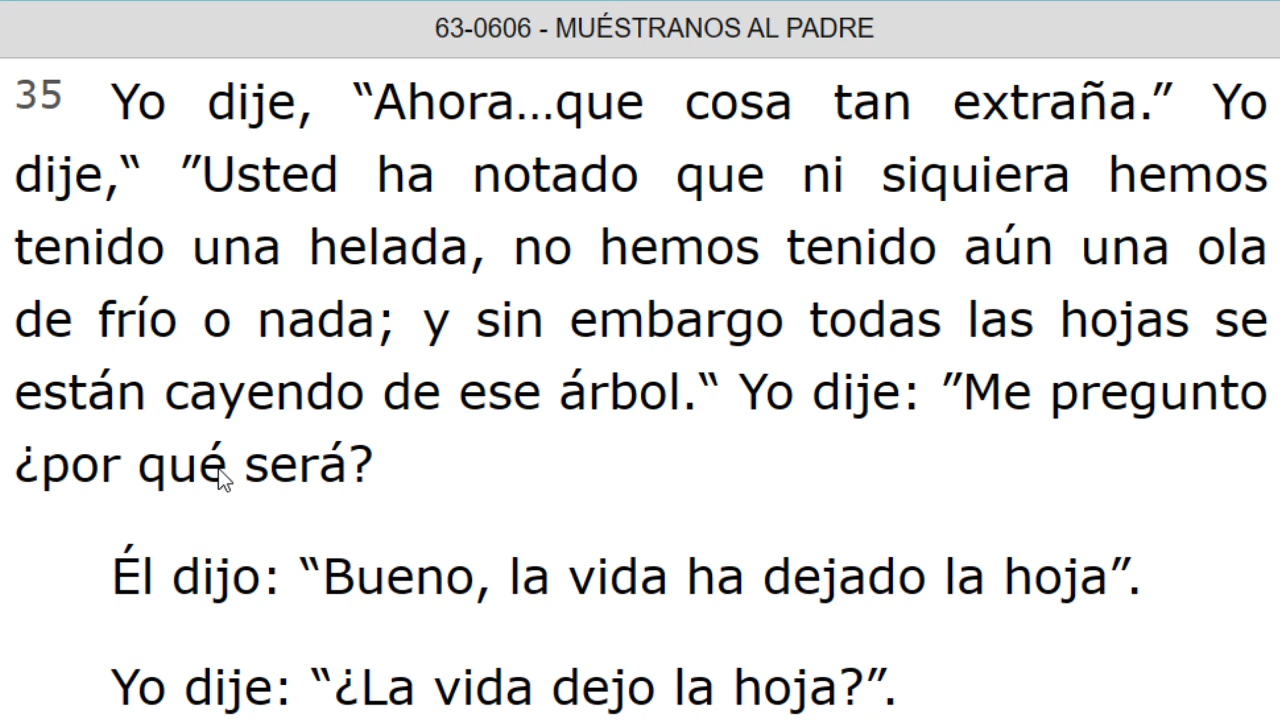 63-0606 - MUÉSTRANOS AL PADRE
35 Yo dije, “Ahora...que cosa tan extraña.” Yo
dije,“ ”Usted ha notado que ni siquiera hemos
tenido una helada, no hemos tenido aún una ola
de frío o nada; y sin embargo todas las hojas se
están cayendo de ese árbol.“ Yo dije: ”Me pregunto
¿por qué será?
Él dijo: “Bueno, la vida ha dejado la hoja”.
Yo dije: “¿La vida dejo la hoja?”.